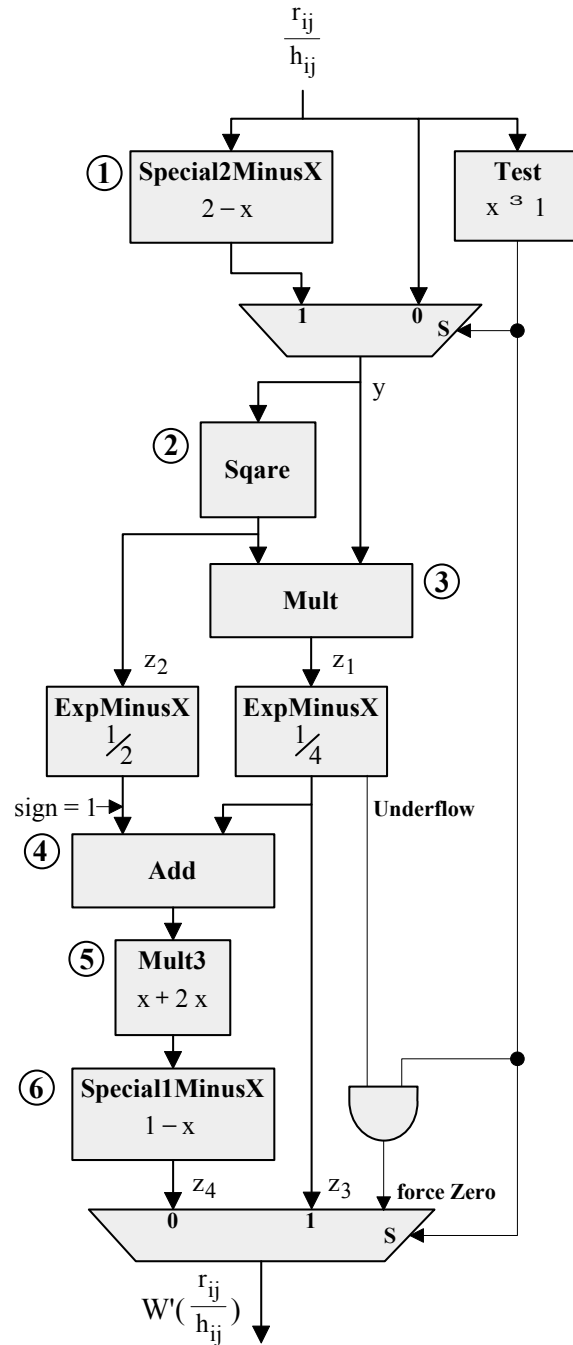 r_ij
h_ij
1
Special2MinusX
2 – x
Test
x ³ 1
1
0
S
y
2
Sqare
3
Mult
z_2
z_1
ExpMinusX
1/2
ExpMinusX
1/4
sign = 1
Underflow
4
Add
5
Mult3
x + 2 x
6
Special1MinusX
1 – x
z_4
z_3
force Zero
0
1
S
W'( r_ij / h_ij )